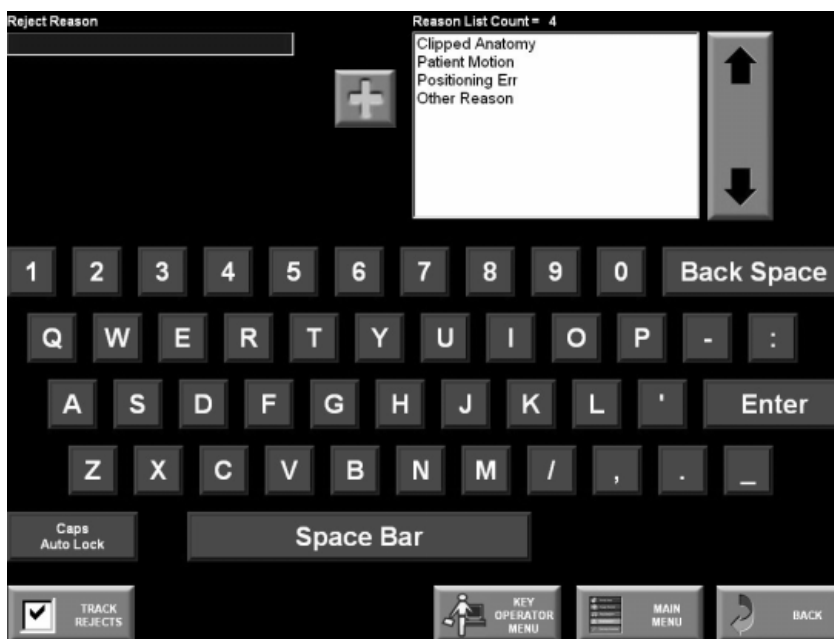 Reject Reason
Reason List Count = 4
Clipped Anatomy
Patient Motion
Positioning Err
Other Reason
1 2 3 4 5 6 7 8 9 0 Back Space
Q W E R T Y U I O P - :
A S D F G H J K L ' Enter
Z X C V B N M / , . _
Caps
Auto Lock
Space Bar
TRACK
REJECTS
KEY
OPERATOR
MENU
MAIN
MENU
BACK